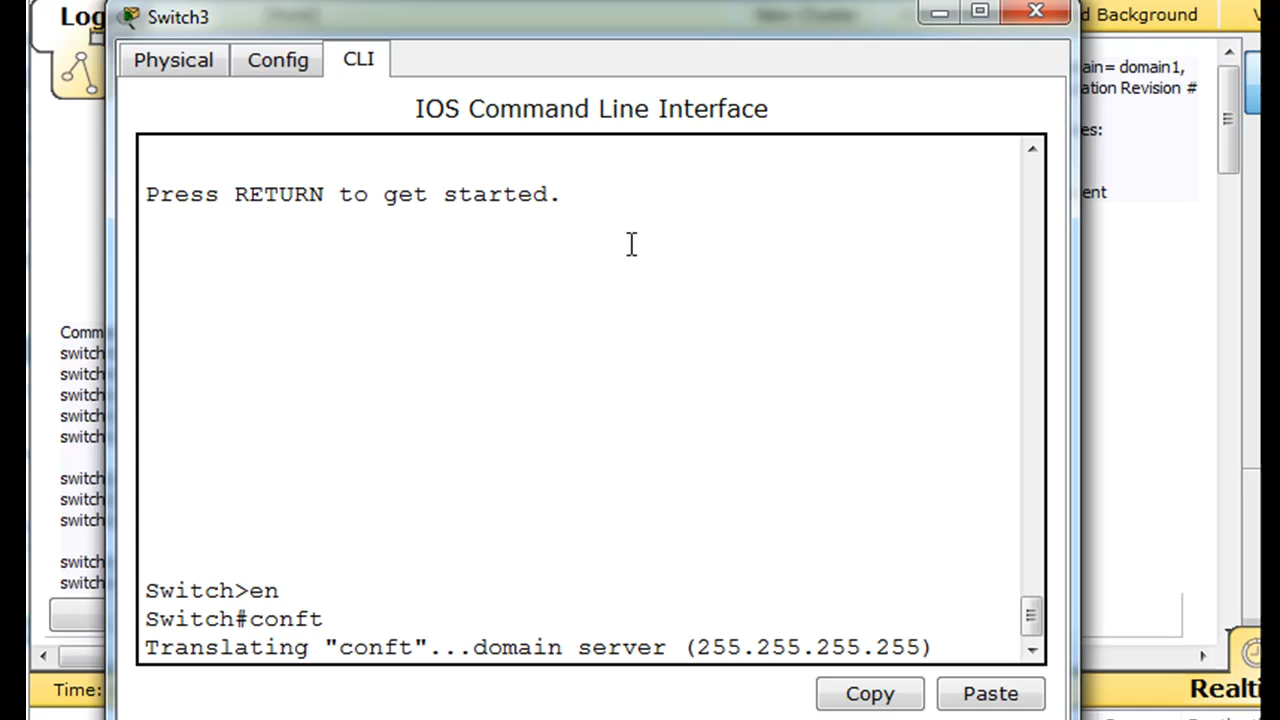 Log
Switch3
d Background
V
Physical
Config
CLI
ain= domain1,
ation Revision #
es:
ent
IOS Command Line Interface
Press RETURN to get started.
Comm
switch
switch
switch
switch
switch
switch
switch
switch
switch
switch
Switch>en
Switch#conft
Translating "conft"...domain server (255.255.255.255)
Copy
Paste
Time:
Realti